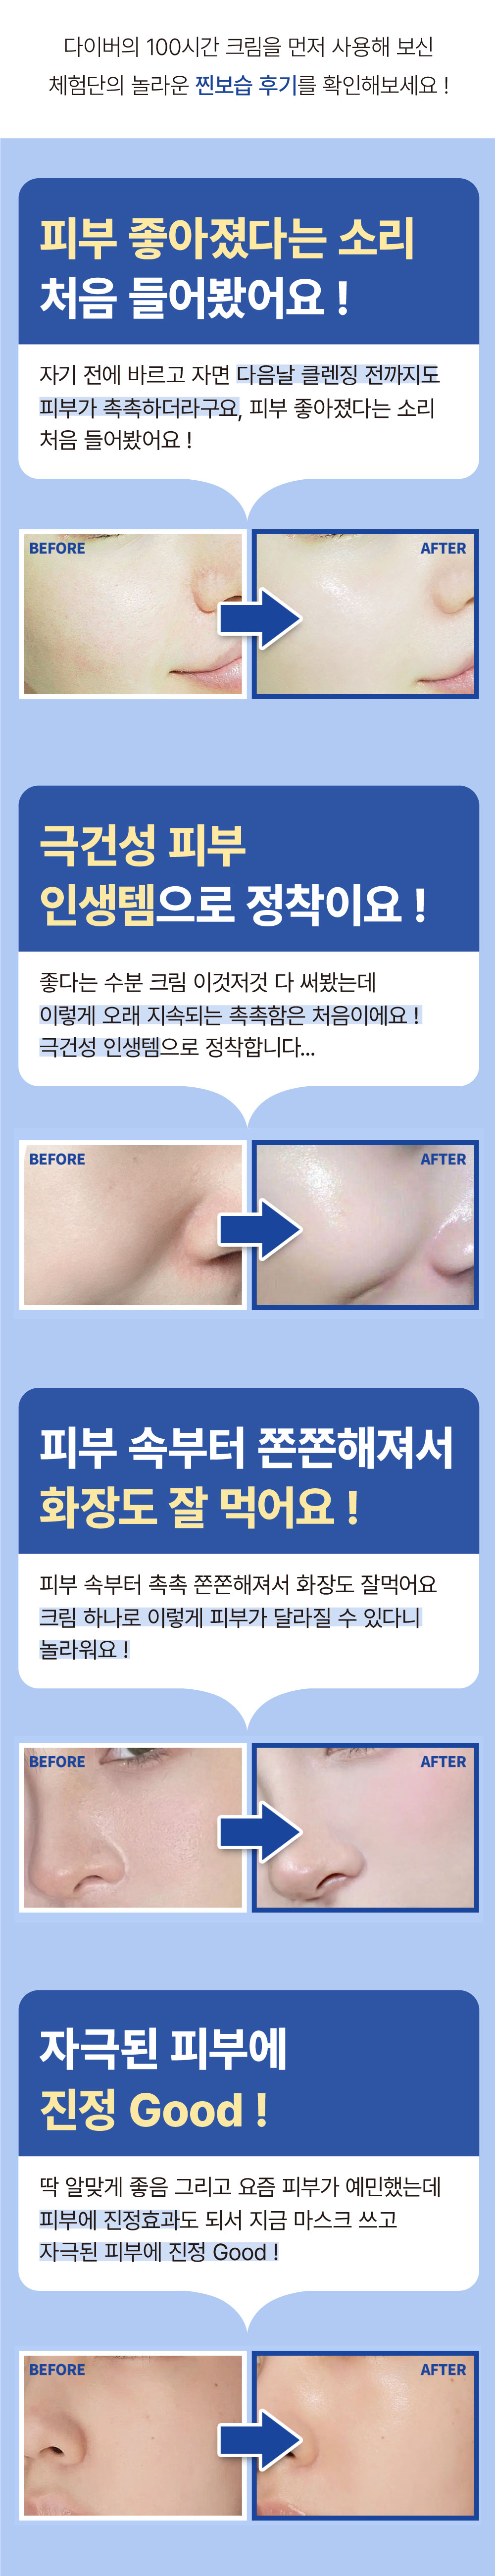 다이버의 100시간 크림을 먼저 사용해 보신
체험단의 놀라운 찐보습 후기를 확인해보세요 !
피부 좋아졌다는 소리
처음 들어봤어요 !
자기 전에 바르고 자면 다음날 클렌징 전까지도
피부가 촉촉하더라구요, 피부 좋아졌다는 소리
처음 들어봤어요 !
BEFORE
AFTER
극건성 피부
인생템으로 정착이요 !
좋다는 수분 크림 이것저것 다 써봤는데
이렇게 오래 지속되는 촉촉함은 처음이에요 !
극건성 인생템으로 정착합니다...
BEFORE
AFTER
피부 속부터 쫀쫀해져서
화장도 잘 먹어요 !
피부 속부터 촉촉 쫀쫀해져서 화장도 잘먹어요
크림 하나로 이렇게 피부가 달라질 수 있다니
놀라워요 !
BEFORE
AFTER
자극된 피부에
진정 Good !
딱 알맞게 좋음 그리고 요즘 피부가 예민했는데
피부에 진정효과도 되서 지금 마스크 쓰고
자극된 피부에 진정 Good !
BEFORE
AFTER